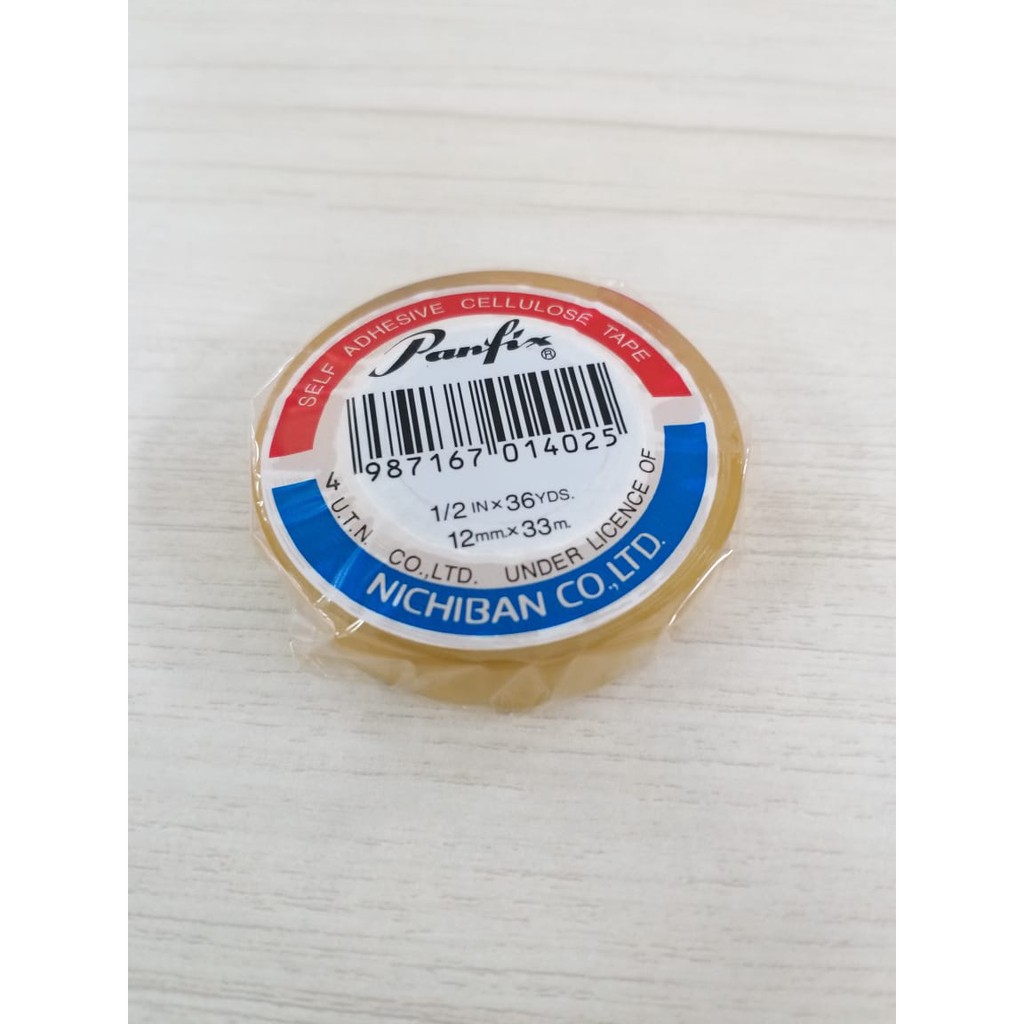 SELF ADHESIVE CELLULOSE TAPE
Panfix®
4 987167 014025
1/2 IN x 36 YDS.
12mm. x 33m.
U.T.N. CO.,LTD. UNDER LICENCE OF
NICHIBAN CO.,LTD.